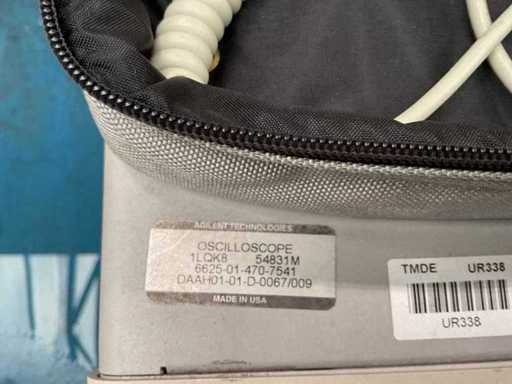 AGILENT TECHNOLOGIES
OSCILLOSCOPE
1LQK8 54831M
6625-01-470-7541
DAAH01-01-D-0067/009
MADE IN USA
TMDE UR338
UR338